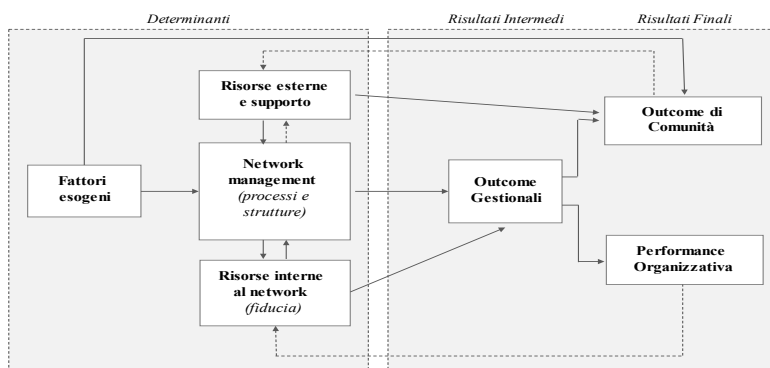 Determinanti
Risultati Intermedi
Risultati Finali
Risorse esterne
e supporto
Outcome di
Comunità
Network
management
(processi e
strutture)
Fattori
esogeni
Outcome
Gestionali
Risorse interne
al network
(fiducia)
Performance
Organizzativa